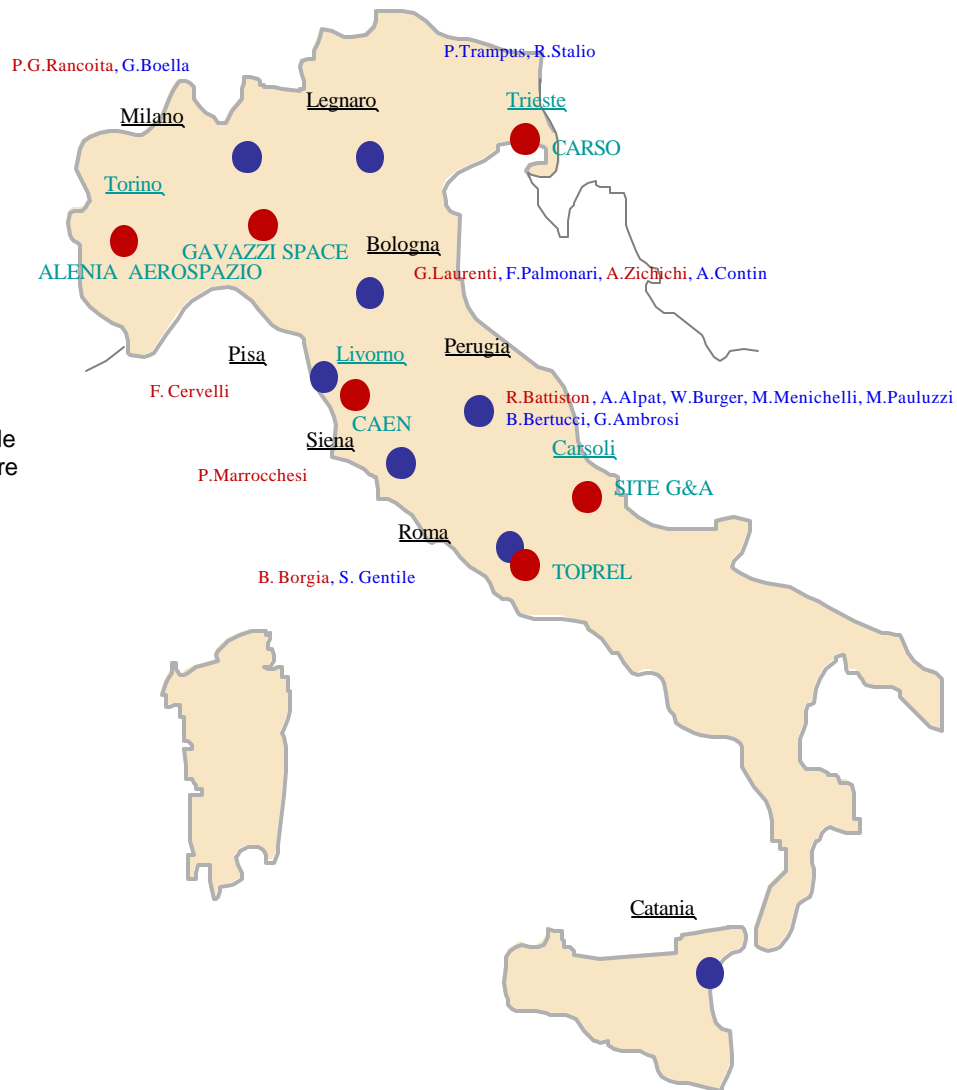 P.Trampus, R.Stalio
P.G.Rancoita, G.Boella
Legnaro
Trieste
Milano
CARSO
Torino
GAVAZZI SPACE
Bologna
ALENIA AEROSPAZIO
G.Laurenti, F.Palmonari, A.Zichichi, A.Contin
Pisa
Livorno
Perugia
F. Cervelli
R.Battiston, A.Alpat, W.Burger, M.Menichelli, M.Pauluzzi
B.Bertucci, G.Ambrosi
CAEN
Siena
Carsoli
le
re
P.Marrocchesi
SITE G&A
Roma
TOPREL
B. Borgia, S. Gentile
Catania